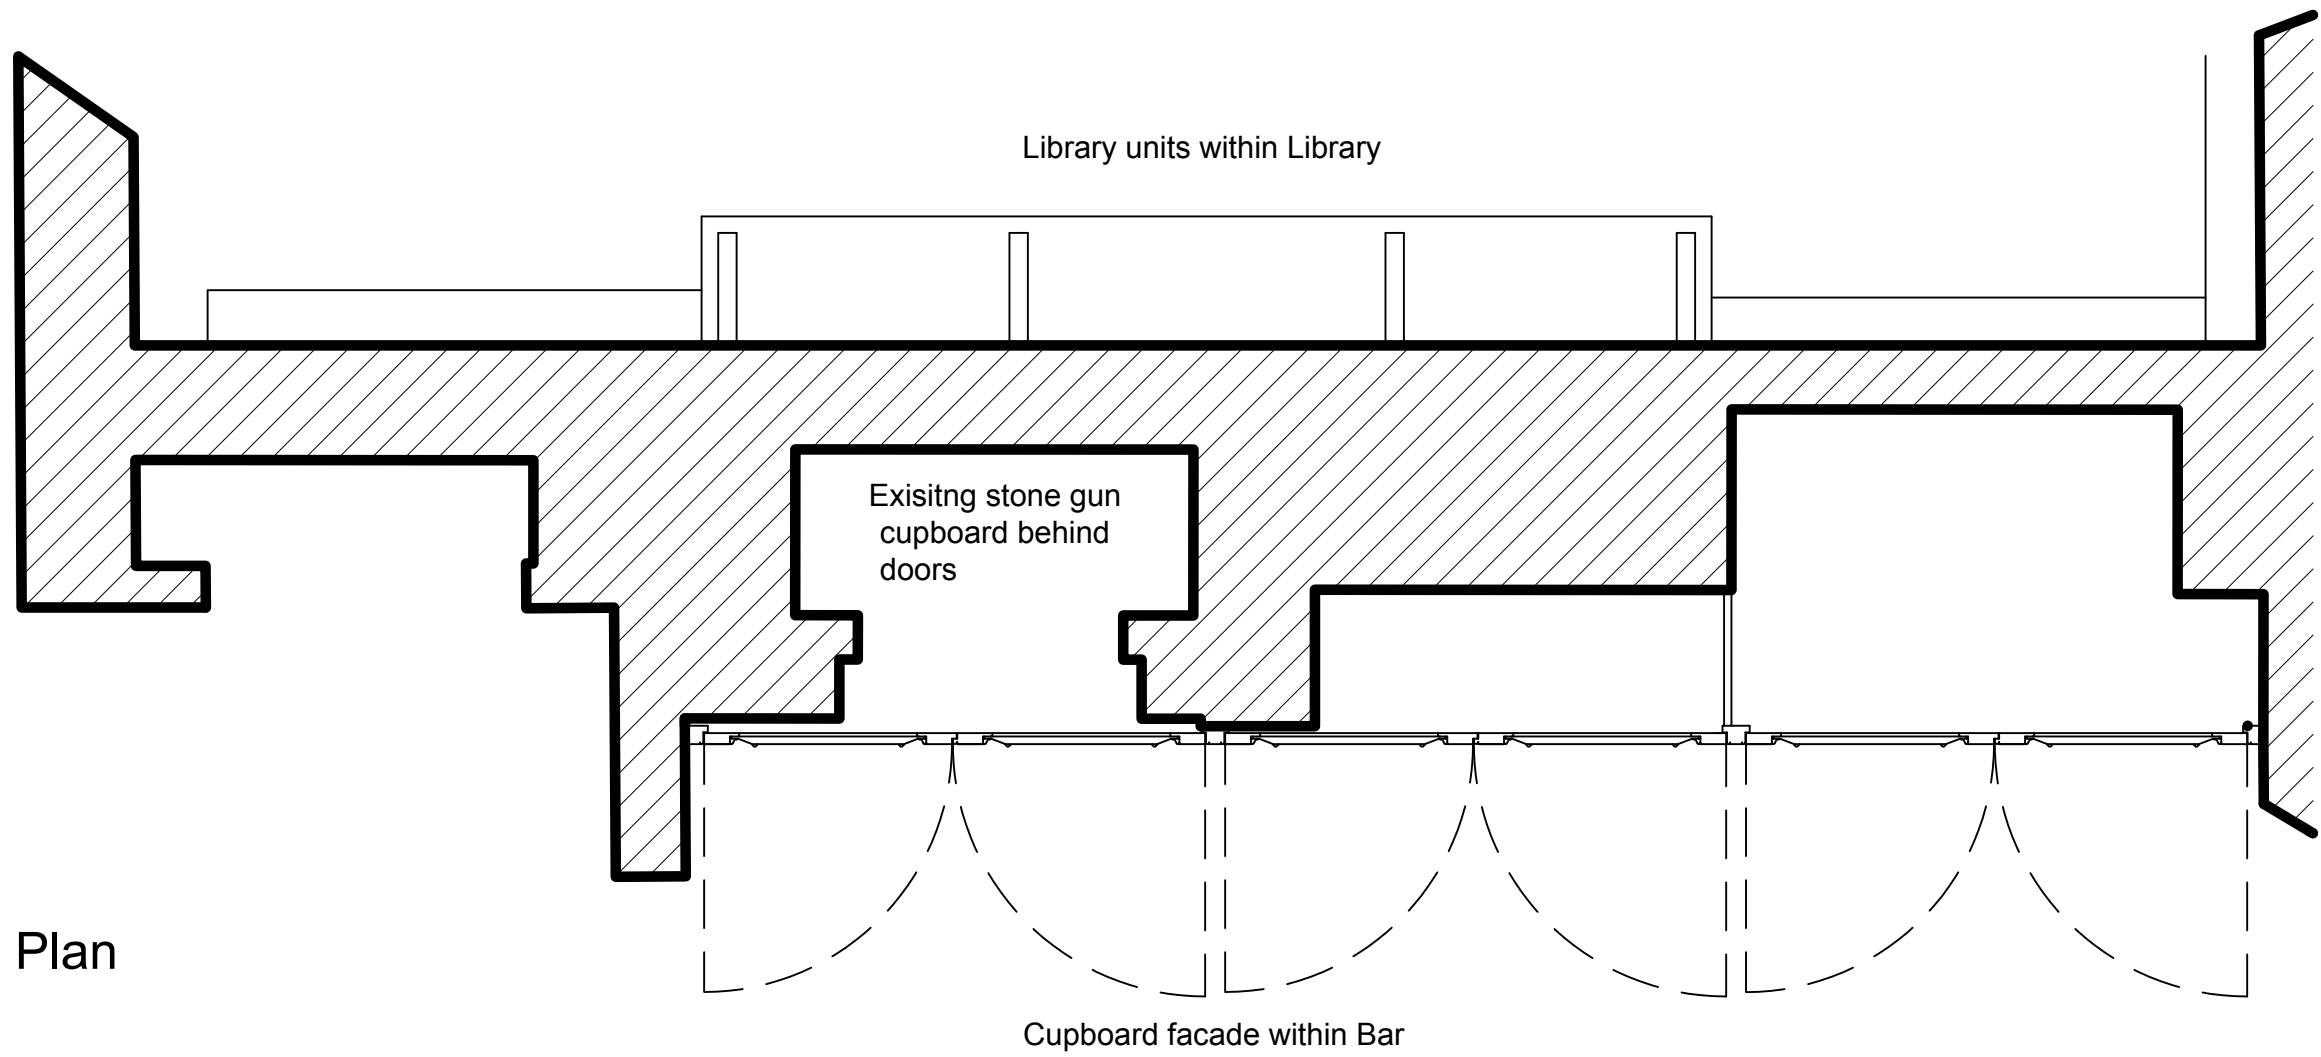 Library units within Library
Exisitng stone gun
cupboard behind
doors
Plan
Cupboard facade within Bar